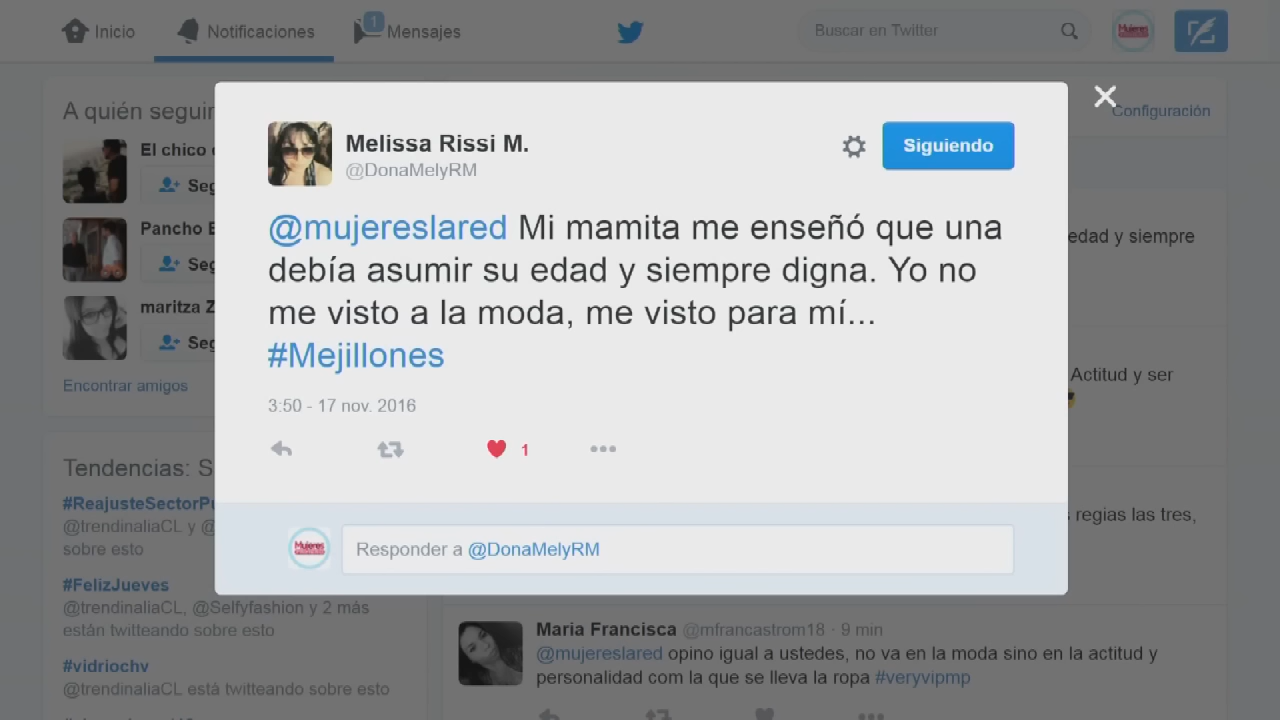 Inicio
Notificaciones
1
Mensajes
Buscar en Twitter
Mujeres
A quién seguir
Configuración
El chico
Seg
Pancho
Seg
maritza Z
Seg
Encontrar amigos
Melissa Rissi M.
@DonaMelyRM
Siguiendo
@mujereslared Mi mamita me enseñó que una
debía asumir su edad y siempre digna. Yo no
me visto a la moda, me visto para mí...
#Mejillones
3:50 - 17 nov. 2016
1
Mujeres
Responder a @DonaMelyRM
edad y siempre
Actitud y ser
regias las tres,
Tendencias: S
#ReajusteSectorPu
@trendinaliaCL y @
sobre esto
#FelizJueves
@trendinaliaCL, @Selfyfashion y 2 más
están twitteando sobre esto
#vidriochv
@trendinaliaCL está twitteando sobre esto
Maria Francisca @mfrancastrom18 · 9 min
@mujereslared opino igual a ustedes, no va en la moda sino en la actitud y
personalidad com la que se lleva la ropa #veryvipmp